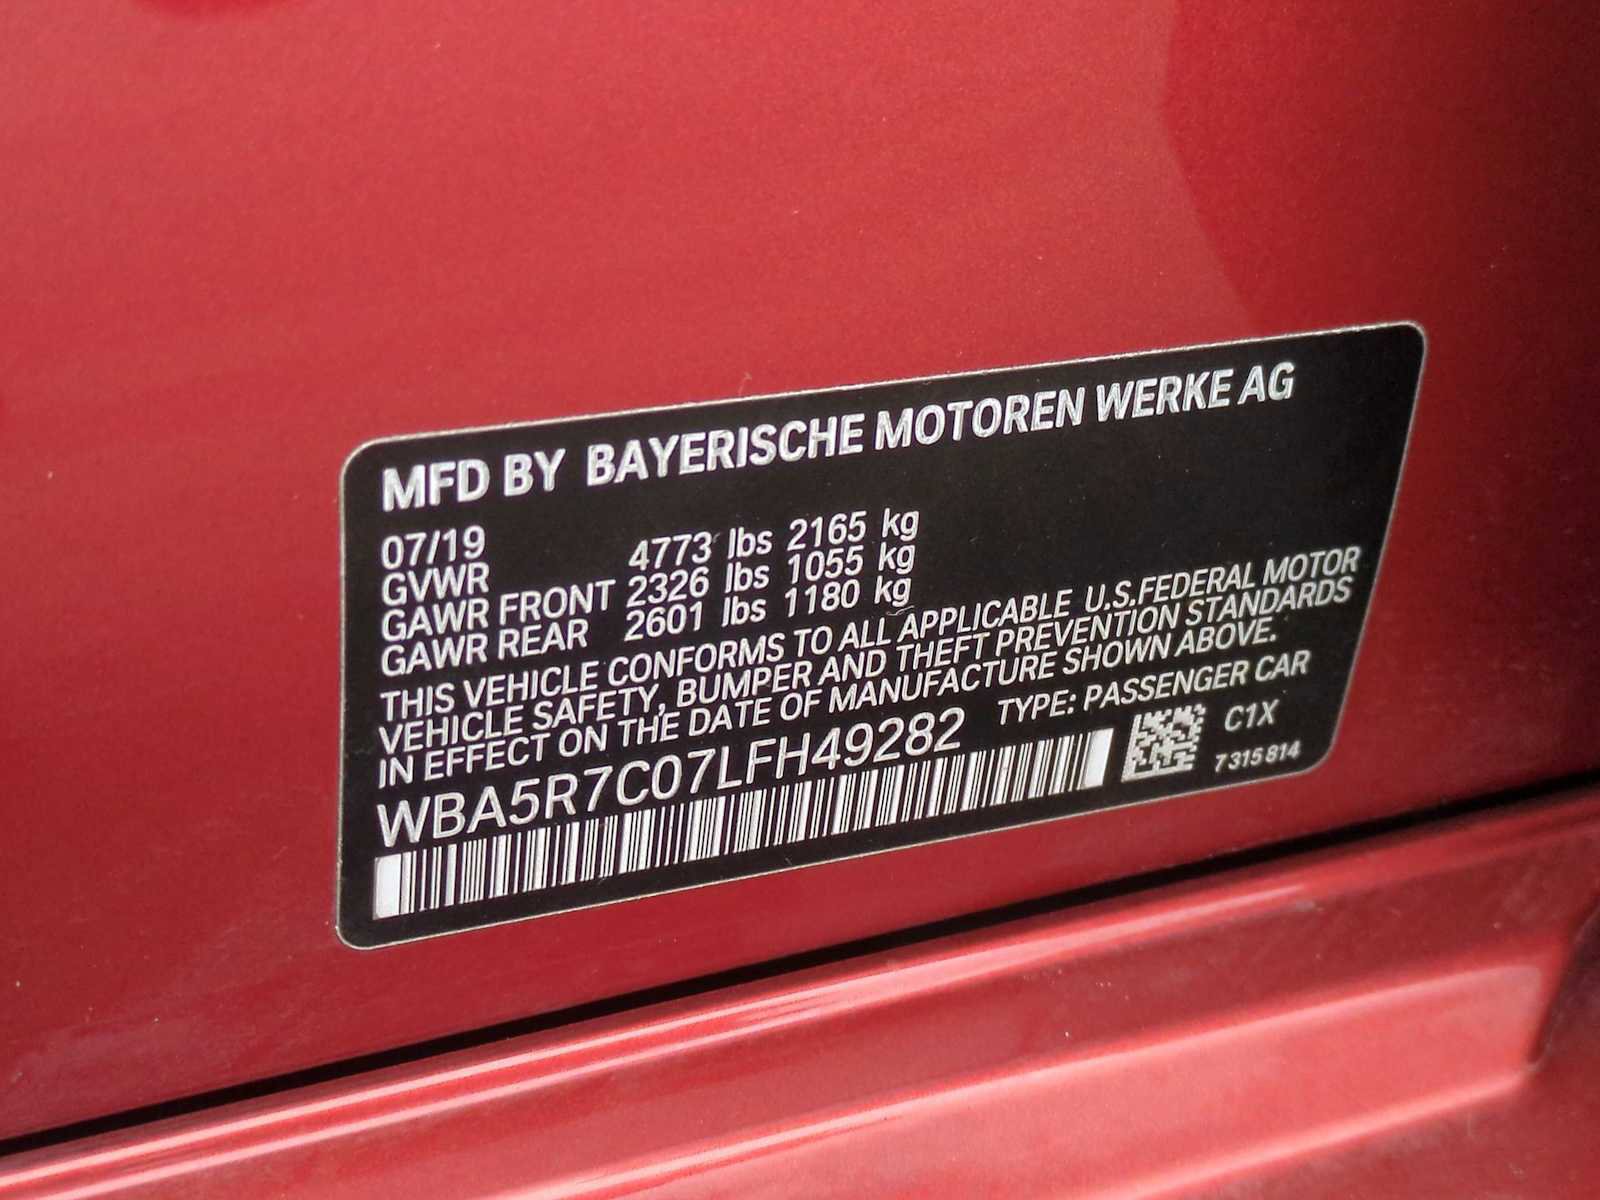 MFD BY BAYERISCHE MOTOREN WERKE AG
07/19
GVWR 4773 lbs 2165 kg
GAWR FRONT 2326 lbs 1055 kg
GAWR REAR 2601 lbs 1180 kg
THIS VEHICLE CONFORMS TO ALL APPLICABLE U.S.FEDERAL MOTOR
VEHICLE SAFETY, BUMPER AND THEFT PREVENTION STANDARDS
IN EFFECT ON THE DATE OF MANUFACTURE SHOWN ABOVE.
WBA5R7C07LFH49282 TYPE: PASSENGER CAR
C1X
7315814